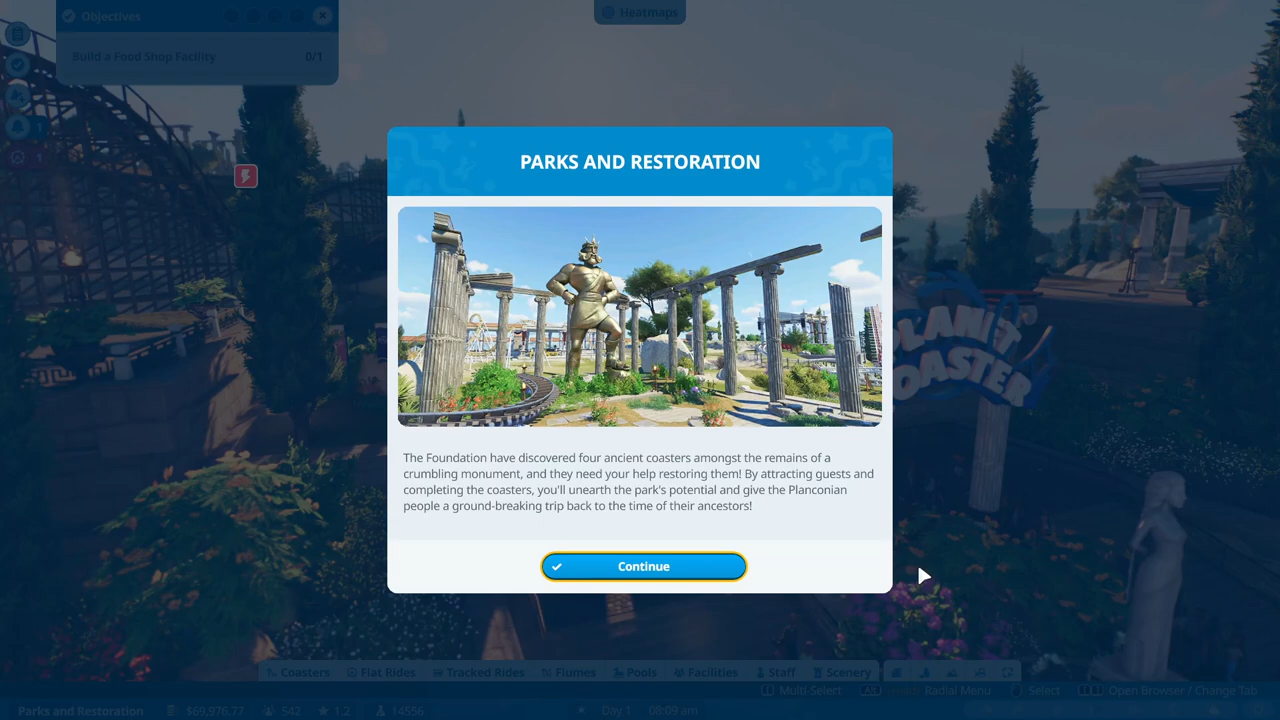 Objectives
Heatmaps
Build a Food Shop Facility 0/1
1
1
PARKS AND RESTORATION
PLANET
COASTER
The Foundation have discovered four ancient coasters amongst the remains of a
crumbling monument, and they need your help restoring them! By attracting guests and
completing the coasters, you'll unearth the park's potential and give the Planconian
people a ground-breaking trip back to the time of their ancestors!
Continue
Coasters Flat Rides Tracked Rides Flumes Pools Facilities Staff Scenery
Multi-Select Alt Radial Menu Select Open Browser / Change Tab
Parks and Restoration $69,976.77 542 1.2 14556 Day 1 08:09 am